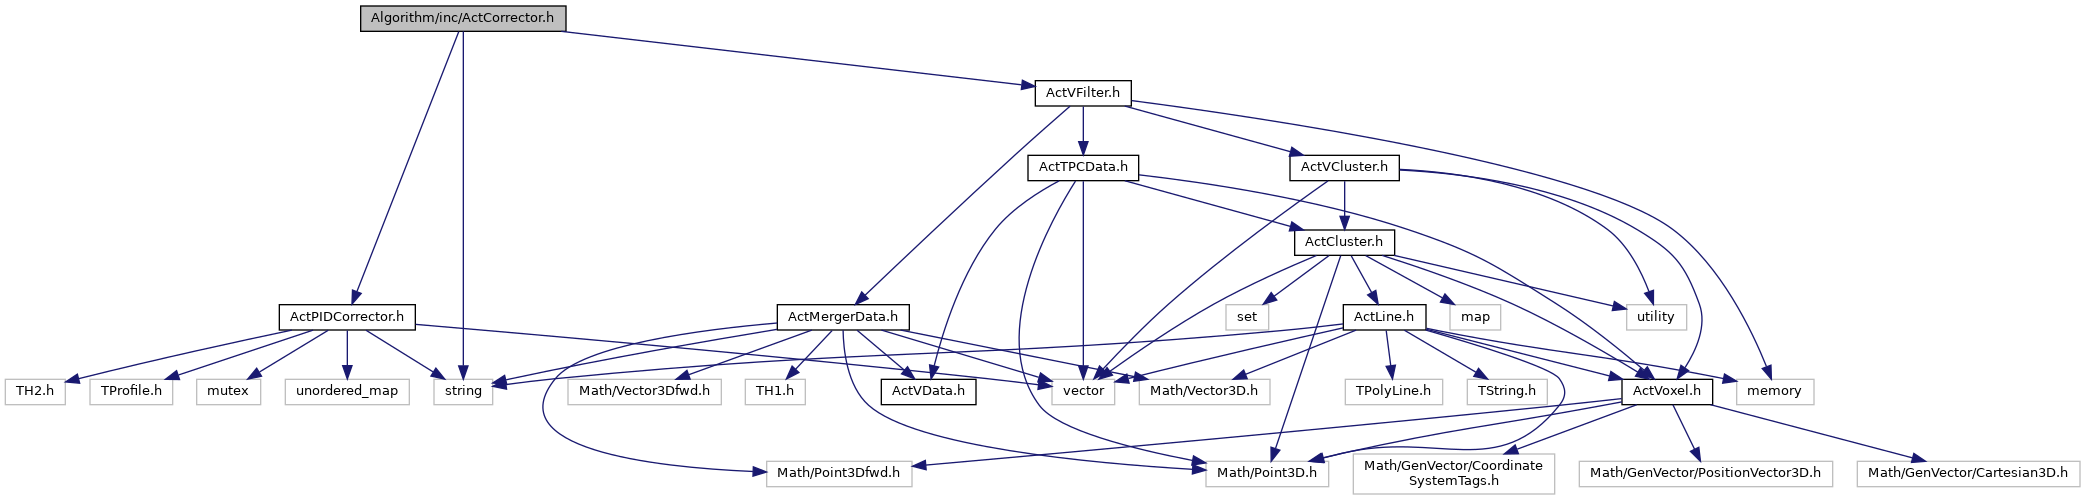 Algorithm/inc/ActCorrector.h
ActVFilter.h
ActTPCData.h
ActVCluster.h
ActCluster.h
ActPIDCorrector.h
ActMergerData.h
set
ActLine.h
map
utility
TH2.h
TProfile.h
mutex
unordered_map
string
Math/Vector3Dfwd.h
TH1.h
ActVData.h
vector
Math/Vector3D.h
TPolyLine.h
TString.h
ActVoxel.h
memory
Math/Point3Dfwd.h
Math/Point3D.h
Math/GenVector/Coordinate
SystemTags.h
Math/GenVector/PositionVector3D.h
Math/GenVector/Cartesian3D.h